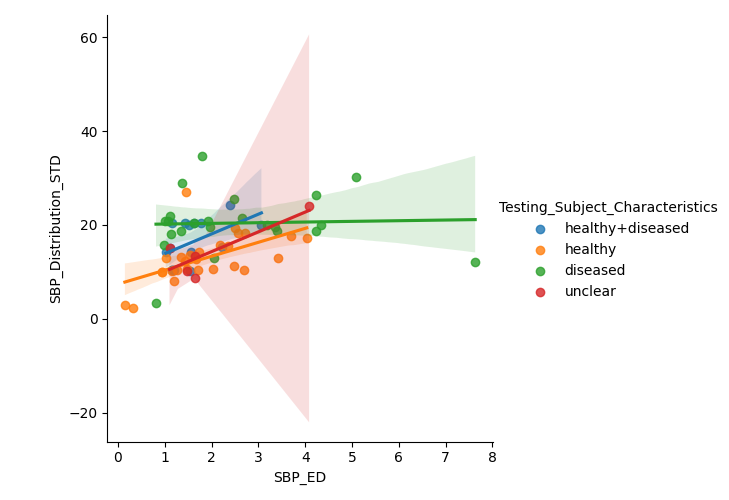 60
40
20
0
−20
SBP_Distribution_STD
0 1 2 3 4 5 6 7 8
SBP_ED
Testing_Subject_Characteristics
healthy+diseased
healthy
diseased
unclear